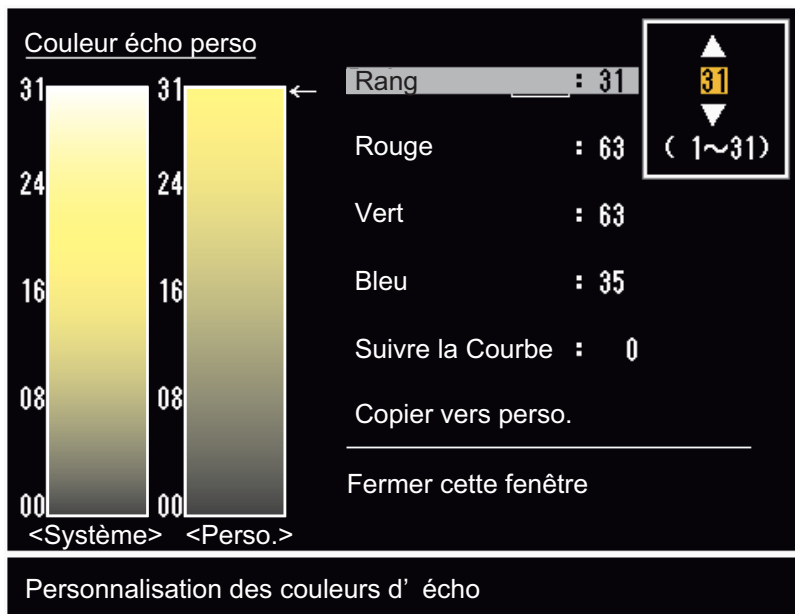 Couleur écho perso
31
24
16
08
00
<Système>
31
24
16
08
00
<Perso.>
←
Rang : 31
Rouge : 63
Vert : 63
Bleu : 35
Suivre la Courbe : 0
Copier vers perso.
Fermer cette fenêtre
▲
31
▼
( 1~31)
Personnalisation des couleurs d’ écho